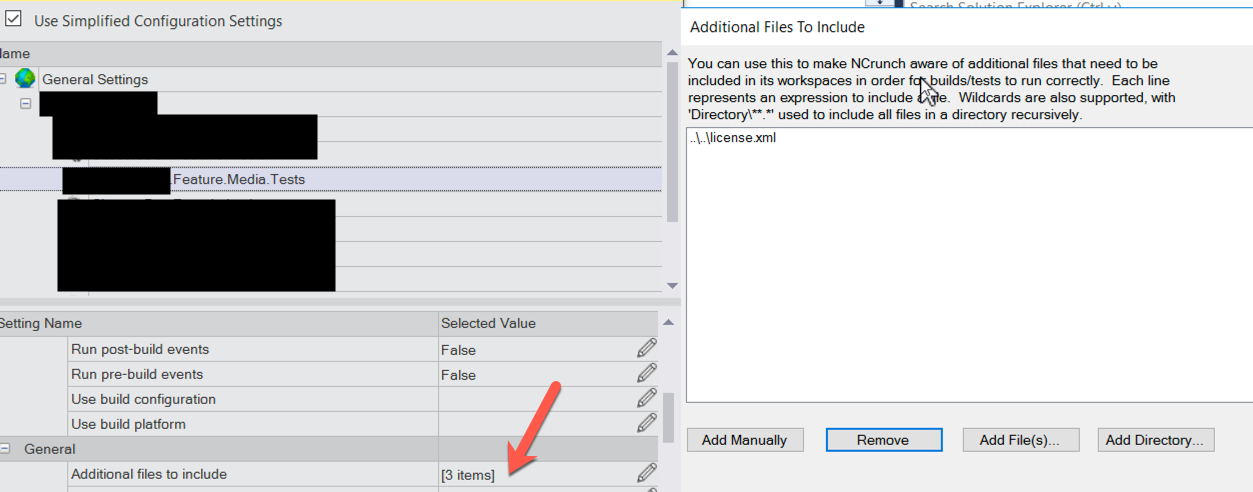 Use Simplified Configuration Settings
General Settings
.Feature.Media.Tests
Setting Name
Selected Value
Run post-build events
False
Run pre-build events
False
Use build configuration
Use build platform
General
Additional files to include
[3 items]
Search Solution Explorer (Ctrl+ü)
Additional Files To Include
You can use this to make NCrunch aware of additional files that need to be
included in its workspaces in order for builds/tests to run correctly. Each line
represents an expression to include a file. Wildcards are also supported, with
'Directory\**.*' used to include all files in a directory recursively.
..\..\license.xml
Add Manually
Remove
Add File(s)...
Add Directory...